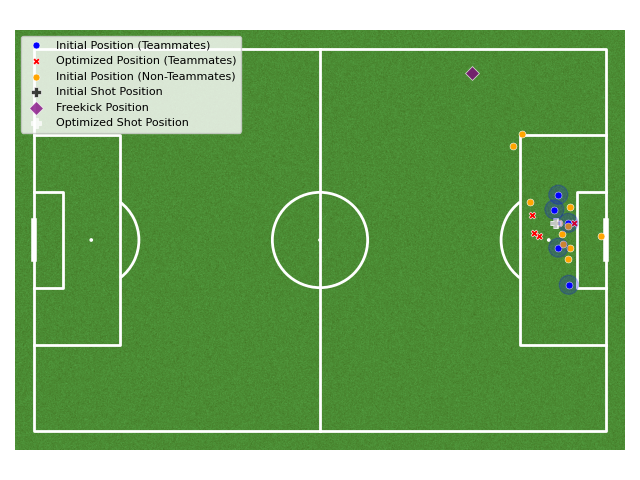 Initial Position (Teammates)
Optimized Position (Teammates)
Initial Position (Non-Teammates)
Initial Shot Position
Freekick Position
Optimized Shot Position